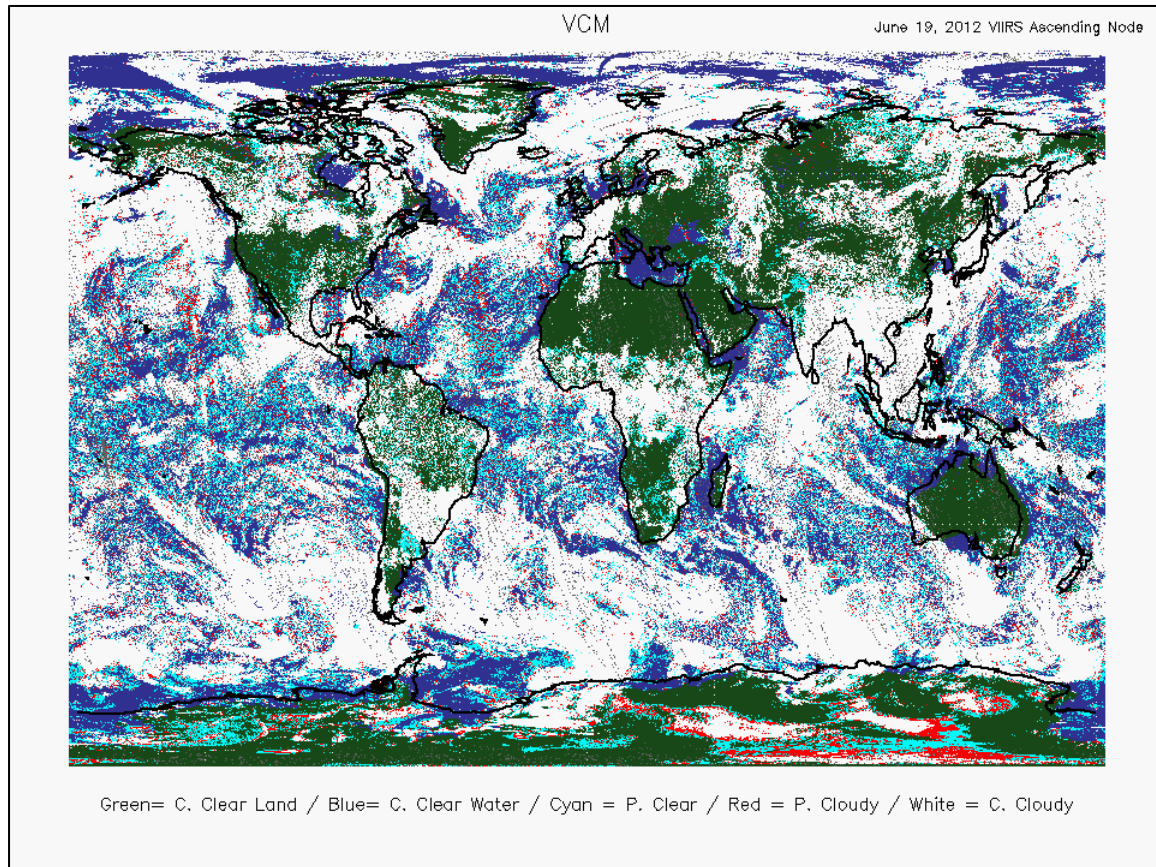 VCM
June 19, 2012 VIIRS Ascending Node
Green= C. Clear Land / Blue= C. Clear Water / Cyan = P. Clear / Red = P. Cloudy / White = C. Cloudy